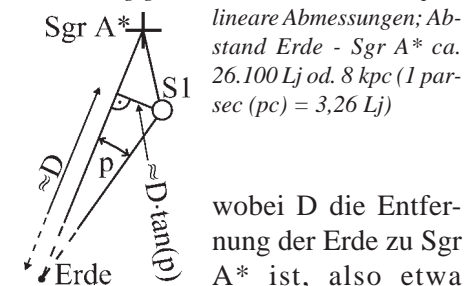 Sgr A*
S1
≈D
p
≈D·tan(p)
Erde
lineare Abmessungen; Ab-
stand Erde - Sgr A* ca.
26.100 Lj od. 8 kpc (1 par-
sec (pc) = 3,26 Lj)
wobei D die Entfer-
nung der Erde zu Sgr
A* ist, also etwa